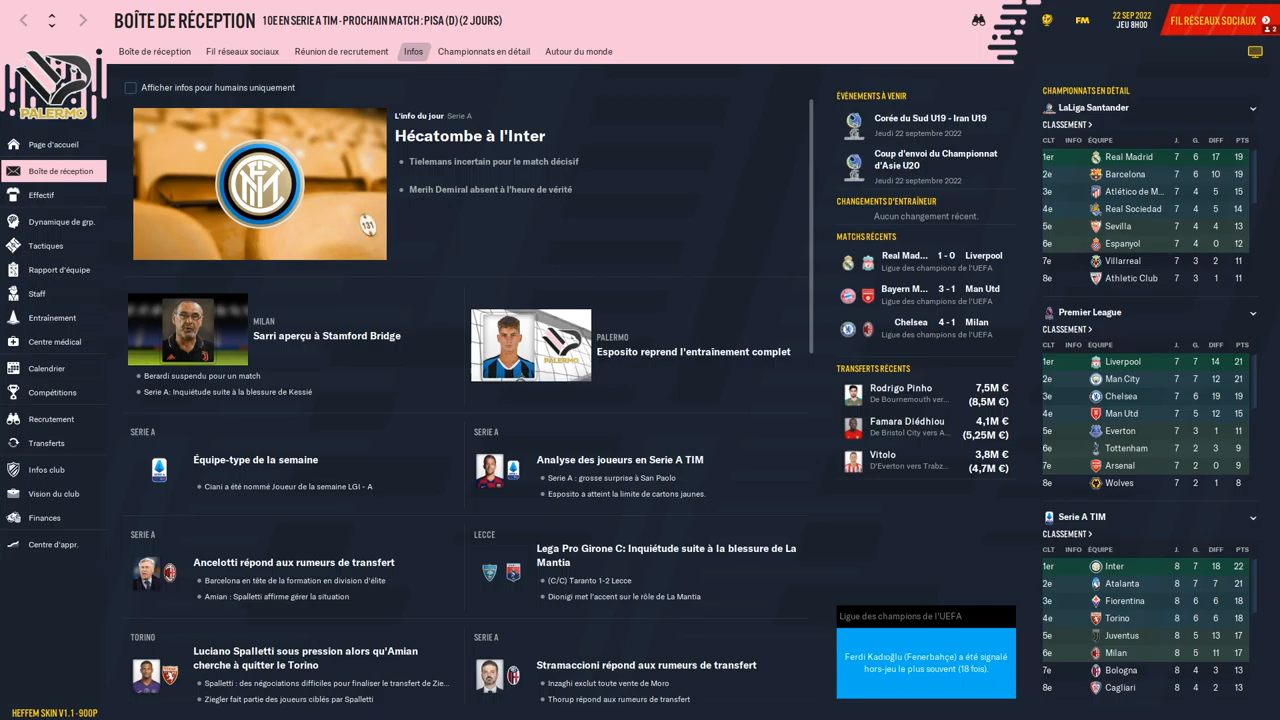 BOÎTE DE RÉCEPTION 10E EN SERIE A TIM - PROCHAIN MATCH : PISA (D) (2 JOURS)
FM
22 SEP 2022
JEU 8H00
FIL RÉSEAUX SOCIAUX
2
Boîte de réception Fil réseaux sociaux Réunion de recrutement Infos Championnats en détail Autour du monde
PALERMO
Page d'accueil
Boîte de réception
Effectif
Dynamique de grp.
Tactiques
Rapport d'équipe
Staff
Entraînement
Centre médical
Calendrier
Compétitions
Recrutement
Transferts
Infos club
Vision du club
Finances
Centre d'appr.
HEFFEM SKIN V1.1 - 900P
Afficher infos pour humains uniquement
131
L'info du jour Serie A
Hécatombe à l'Inter
Tielemans incertain pour le match décisif
Merih Demiral absent à l'heure de vérité
MILAN
Sarri aperçu à Stamford Bridge
Berardi suspendu pour un match
Serie A: Inquiétude suite à la blessure de Kessié
PALERMO
PALERMO
Esposito reprend l'entraînement complet
SERIE A
Équipe-type de la semaine
Ciani a été nommé Joueur de la semaine LGI - A
SERIE A
Analyse des joueurs en Serie A TIM
Serie A : grosse surprise à San Paolo
Esposito a atteint la limite de cartons jaunes.
SERIE A
Ancelotti répond aux rumeurs de transfert
Barcelona en tête de la formation en division d'élite
Amian : Spalletti affirme gérer la situation
LECCE
Lega Pro Girone C: Inquiétude suite à la blessure de La
Mantia
(C/C) Taranto 1-2 Lecce
Dionigi met l'accent sur le rôle de La Mantia
TORINO
Luciano Spalletti sous pression alors qu'Amian
cherche à quitter le Torino
Spalletti : des négociations difficiles pour finaliser le transfert de Zie...
Ziegler fait partie des joueurs ciblés par Spalletti
SERIE A
Stramaccioni répond aux rumeurs de transfert
Inzaghi exclut toute vente de Moro
Thorup répond aux rumeurs de transfert
ÉVÉNEMENTS À VENIR
Corée du Sud U19 - Iran U19
Jeudi 22 septembre 2022
Coup d'envoi du Championnat
d'Asie U20
Jeudi 22 septembre 2022
CHANGEMENTS D'ENTRAÎNEUR
Aucun changement récent.
MATCHS RÉCENTS
Real Mad... 1 - 0 Liverpool
Ligue des champions de l'UEFA
Bayern M... 3 - 1 Man Utd
Ligue des champions de l'UEFA
Chelsea 4 - 1 Milan
Ligue des champions de l'UEFA
TRANSFERTS RÉCENTS
Rodrigo Pinho 7,5M €
De Bournemouth ver... (8,5M €)
Famara Diédhiou 4,1M €
De Bristol City vers A... (5,25M €)
Vitolo 3,8M €
D'Everton vers Trabz... (4,7M €)
Ligue des champions de l'UEFA
Ferdi Kadıoğlu (Fenerbahçe) a été signalé
hors-jeu le plus souvent (18 fois).
CHAMPIONNATS EN DÉTAIL
LaLiga Santander
CLASSEMENT
CLT INFO ÉQUIPE J. G. DIFF PTS
1er Real Madrid 7 6 17 19
2e Barcelona 7 6 10 19
3e Atlético de M... 7 5 4 15
4e Real Sociedad 7 4 5 14
5e Sevilla 7 4 4 13
6e Espanyol 7 4 0 12
7e Villarreal 7 3 2 11
8e Athletic Club 7 3 1 11
Premier League
CLASSEMENT
CLT INFO ÉQUIPE J. G. DIFF PTS
1er Liverpool 7 7 14 21
2e Man City 7 7 12 21
3e Chelsea 7 6 19 19
4e Man Utd 7 5 12 15
5e Everton 7 3 1 11
6e Tottenham 7 2 3 9
7e Arsenal 7 2 0 9
8e Wolves 7 2 1 8
Serie A TIM
CLASSEMENT
CLT INFO ÉQUIPE J. G. DIFF PTS
1er Inter 8 7 18 22
2e Atalanta 8 7 7 21
3e Fiorentina 8 6 6 18
4e Torino 8 6 6 18
5e Juventus 8 5 13 17
6e Milan 8 5 11 17
7e Bologna 8 4 3 13
8e Cagliari 8 4 2 13